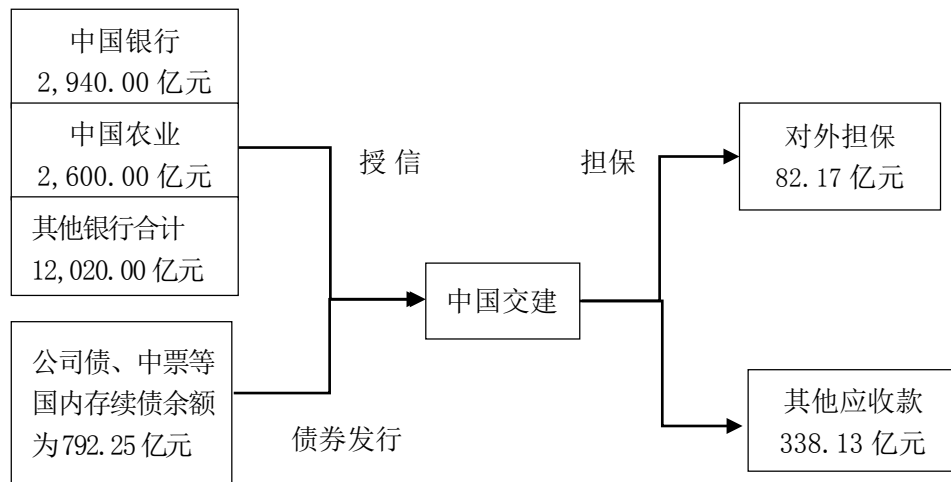 中国银行
2,940.00 亿元
中国农业
2,600.00 亿元
其他银行合计
12,020.00 亿元
授 信
担保
对外担保
82.17 亿元
中国交建
公司债、中票等
国内存续债余额
为 792.25 亿元
债券发行
其他应收款
338.13 亿元